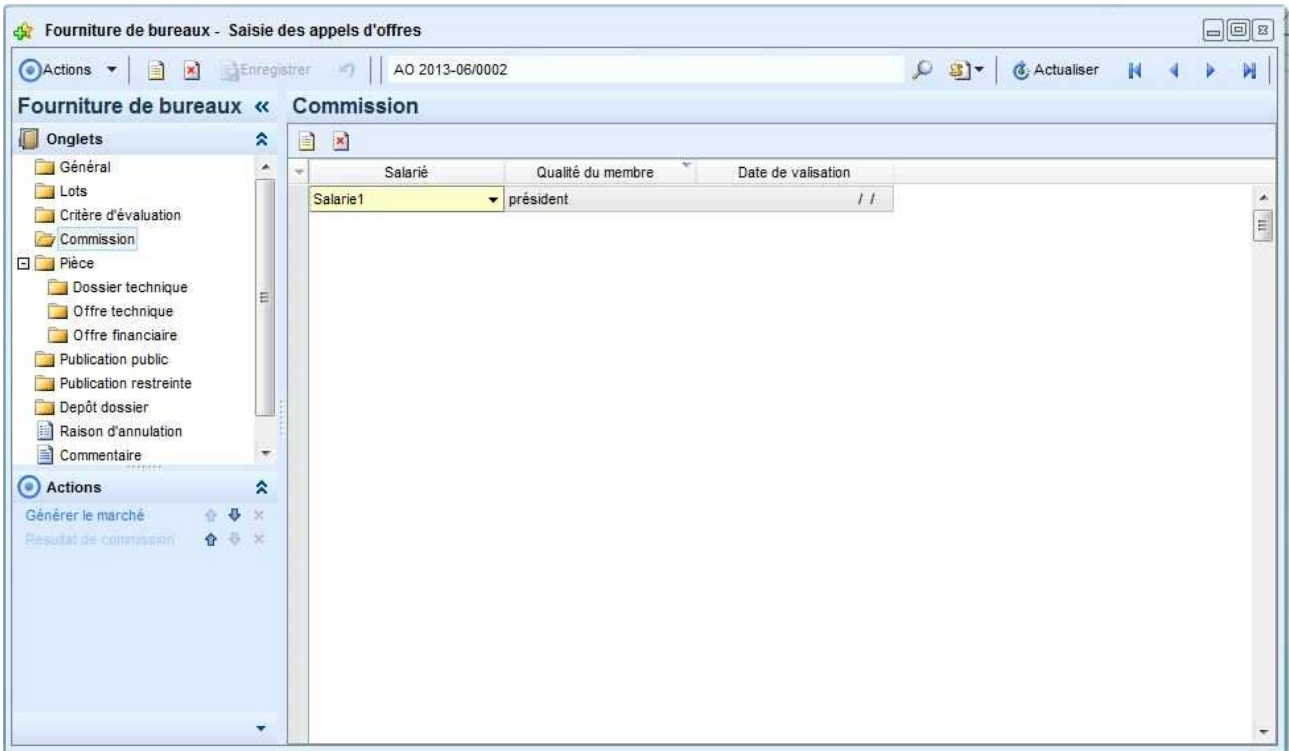 Fourniture de bureaux - Saisie des appels d'offres
Actions Enregistrer AO 2013-06/0002 Actualiser
Fourniture de bureaux « Commission
Onglets
Général
Lots
Critère d'évaluation
Commission
Pièce
Dossier technique
Offre technique
Offre financiaire
Publication public
Publication restreinte
Depôt dossier
Raison d'annulation
Commentaire
Actions
Générer le marché
Resultat de commission
Salarié Qualité du membre Date de valisation
Salarie1 président / /